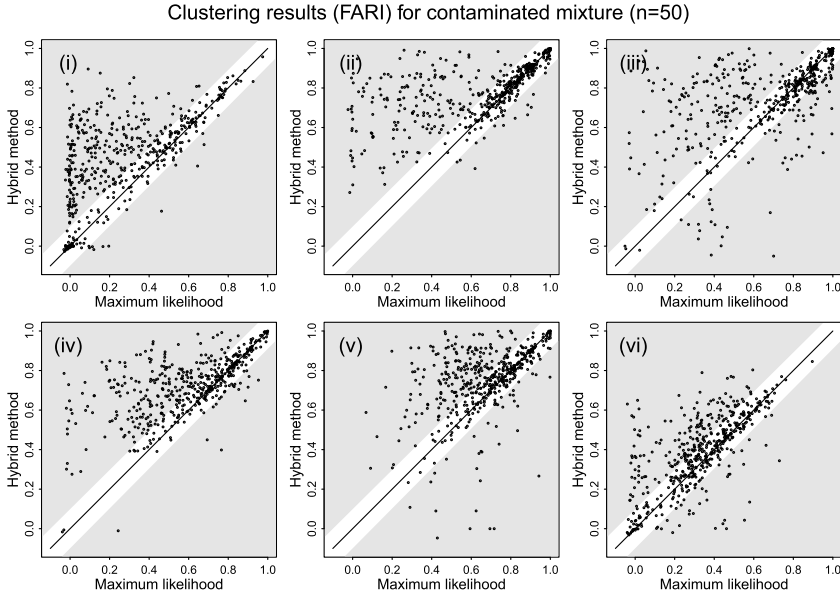 Clustering results (FARI) for contaminated mixture (n=50)
(i)
(ii)
(iii)
Hybrid method
0.0 0.2 0.4 0.6 0.8 1.0
Hybrid method
0.0 0.2 0.4 0.6 0.8 1.0
Hybrid method
0.0 0.2 0.4 0.6 0.8 1.0
0.0 0.2 0.4 0.6 0.8 1.0
0.0 0.2 0.4 0.6 0.8 1.0
0.0 0.2 0.4 0.6 0.8 1.0
Maximum likelihood
Maximum likelihood
Maximum likelihood
(iv)
(v)
(vi)
Hybrid method
0.0 0.2 0.4 0.6 0.8 1.0
Hybrid method
0.0 0.2 0.4 0.6 0.8 1.0
Hybrid method
0.0 0.2 0.4 0.6 0.8 1.0
0.0 0.2 0.4 0.6 0.8 1.0
0.0 0.2 0.4 0.6 0.8 1.0
0.0 0.2 0.4 0.6 0.8 1.0
Maximum likelihood
Maximum likelihood
Maximum likelihood